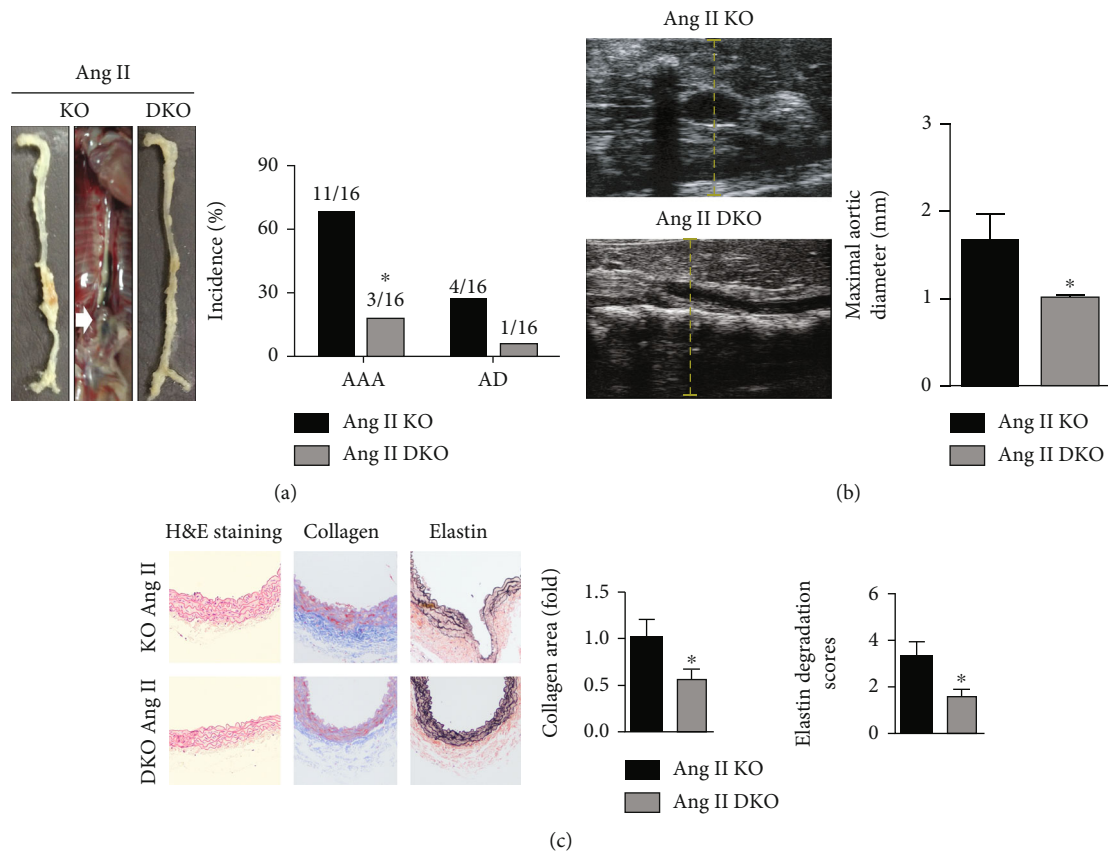 Ang II
KO DKO
Incidence (%)
90
60
30
0
11/16
*
3/16
4/16
1/16
AAA AD
Ang II KO
Ang II DKO
(a)
Ang II KO
Ang II DKO
Maximal aortic
diameter (mm)
3
2
1
0
*
Ang II KO
Ang II DKO
(b)
H&E staining Collagen Elastin
KO Ang II
DKO Ang II
Collagen area (fold)
1.5
1.0
0.5
0.0
*
Ang II KO
Ang II DKO
Elastin degradation
scores
6
4
2
0
*
(c)